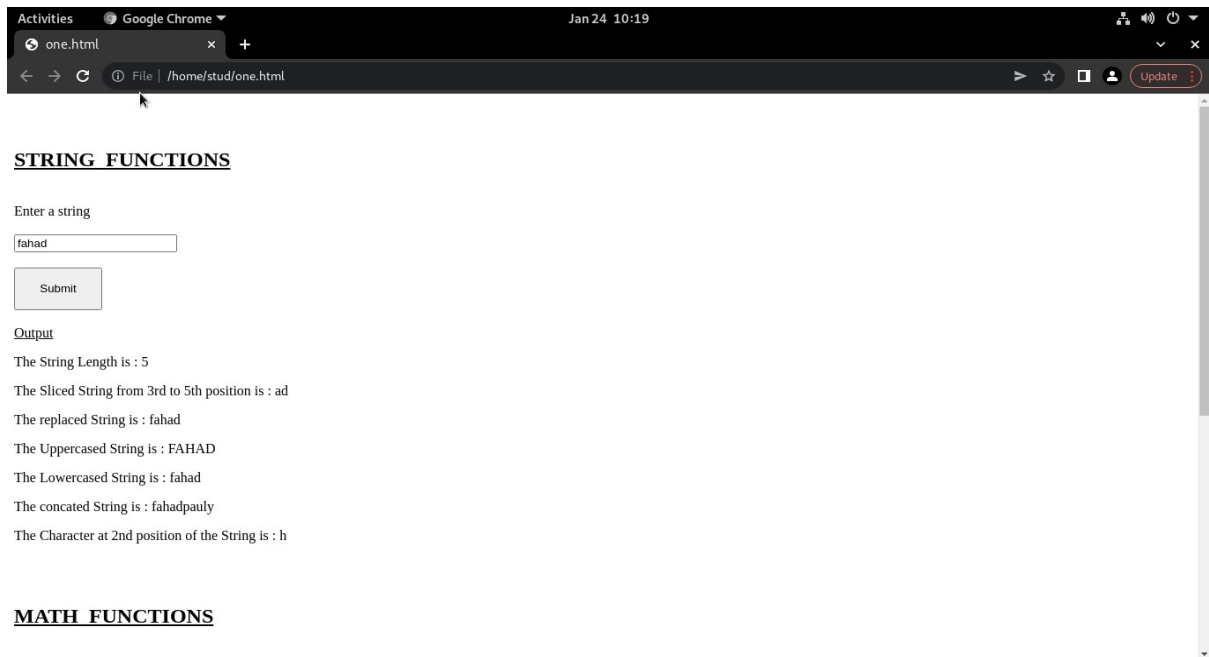 Activities Google Chrome Jan 24 10:19
one.html
File /home/stud/one.html Update
STRING FUNCTIONS
Enter a string
fahad
Submit
Output
The String Length is : 5
The Sliced String from 3rd to 5th position is : ad
The replaced String is : fahad
The Uppercased String is : FAHAD
The Lowercased String is : fahad
The concated String is : fahadpauly
The Character at 2nd position of the String is : h
MATH FUNCTIONS